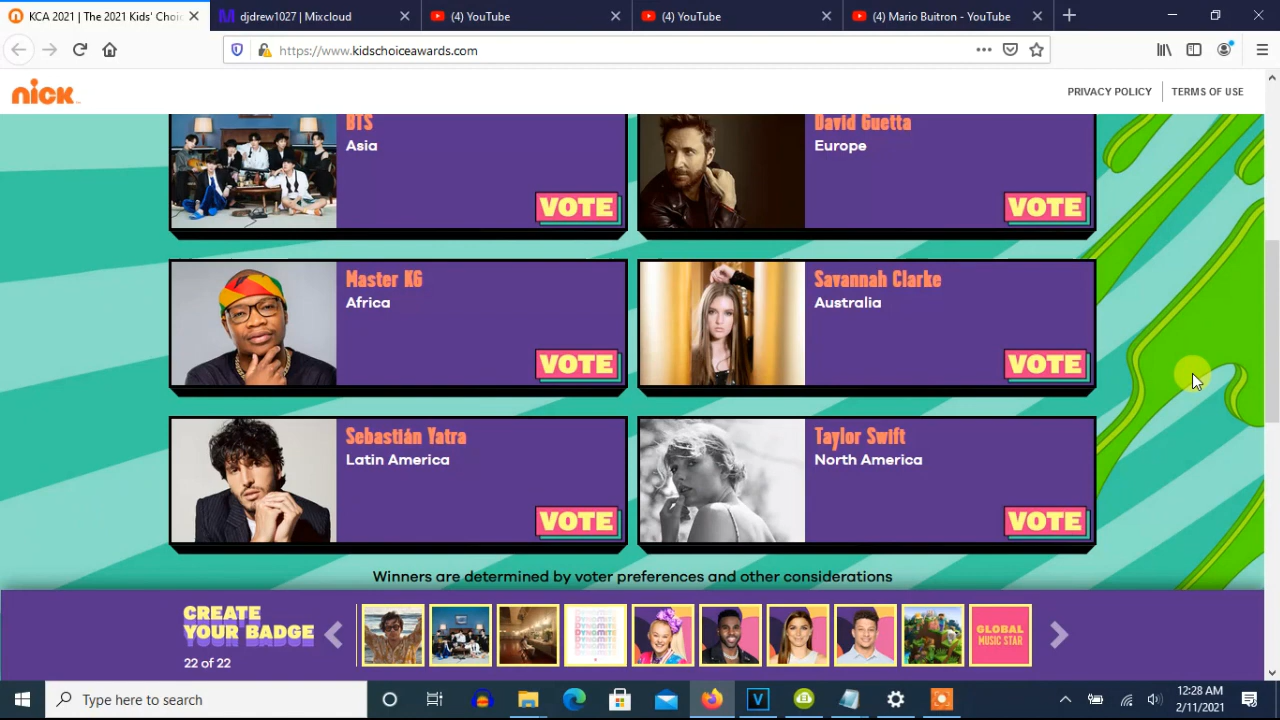 KCA 2021 | The 2021 Kids' Choi
djdrew1027 | Mixcloud
(4) YouTube
(4) YouTube
(4) Mario Buitron - YouTube
https://www.kidschoiceawards.com
nick
PRIVACY POLICY
TERMS OF USE
BTS
Asia
VOTE
David Guetta
Europe
VOTE
Master KG
Africa
VOTE
Savannah Clarke
Australia
VOTE
Sebastián Yatra
Latin America
VOTE
Taylor Swift
North America
VOTE
Winners are determined by voter preferences and other considerations
CREATE
YOUR BADGE
22 of 22
DYNAMITE
GLOBAL
MUSIC STAR
Type here to search
12:28 AM
2/11/2021